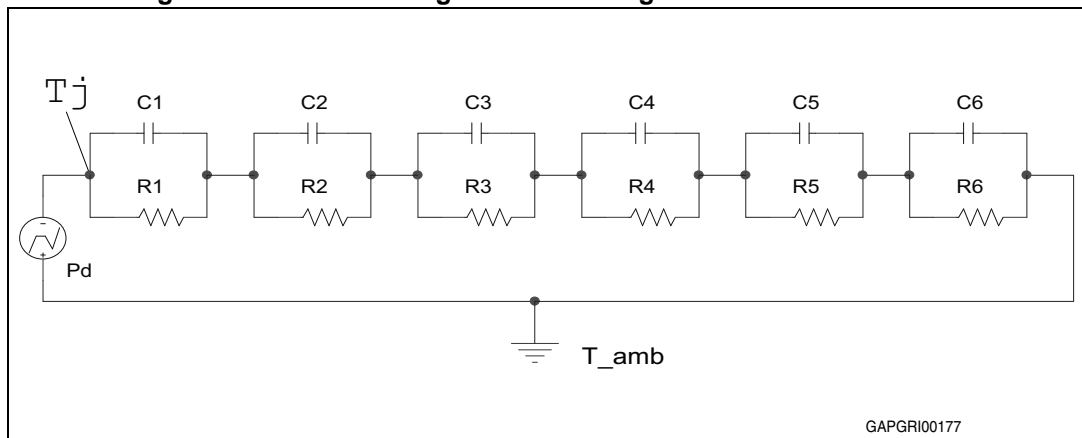 Tj
C1 C2 C3 C4 C5 C6
R1 R2 R3 R4 R5 R6
-
+
Pd
T_amb
GAPGRI00177